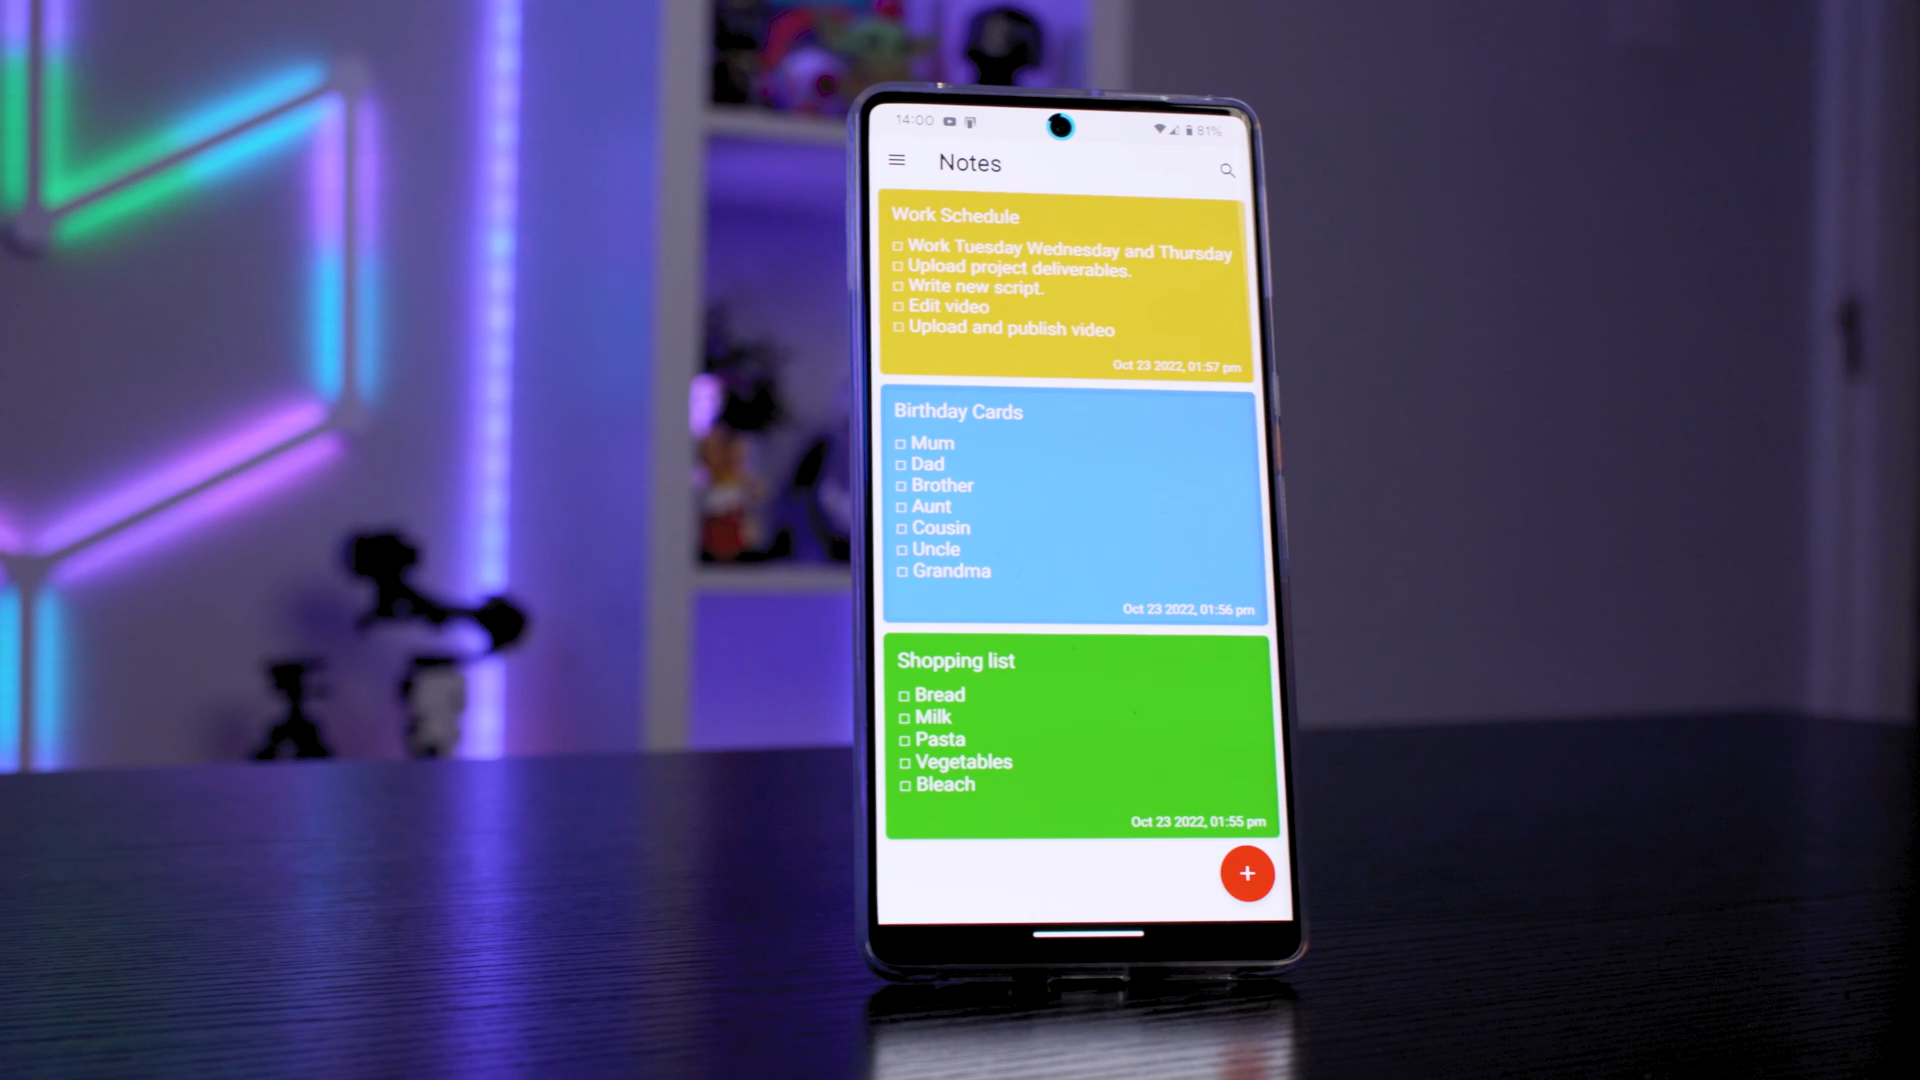 14:00 81%
Notes
Work Schedule
Work Tuesday Wednesday and Thursday
Upload project deliverables.
Write new script.
Edit video
Upload and publish video
Oct 23 2022, 01:57 pm
Birthday Cards
Mum
Dad
Brother
Aunt
Cousin
Uncle
Grandma
Oct 23 2022, 01:56 pm
Shopping list
Bread
Milk
Pasta
Vegetables
Bleach
Oct 23 2022, 01:55 pm
+